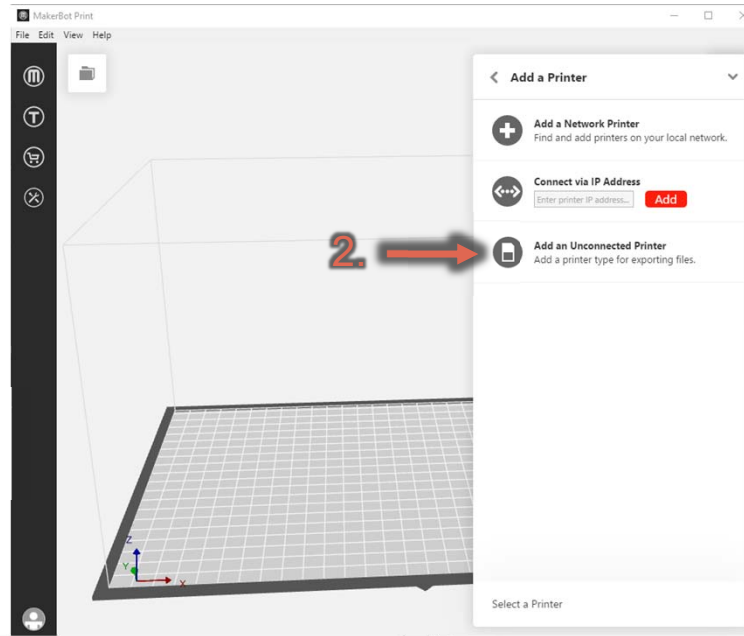 MakerBot Print
File Edit View Help
Add a Printer
Add a Network Printer
Find and add printers on your local network.
Connect via IP Address
Enter printer IP address...
Add
2.
Add an Unconnected Printer
Add a printer type for exporting files.
Z
Y
X
Select a Printer